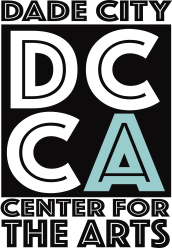 DADE CITY
DC
CA
CENTER FOR
THE ARTS